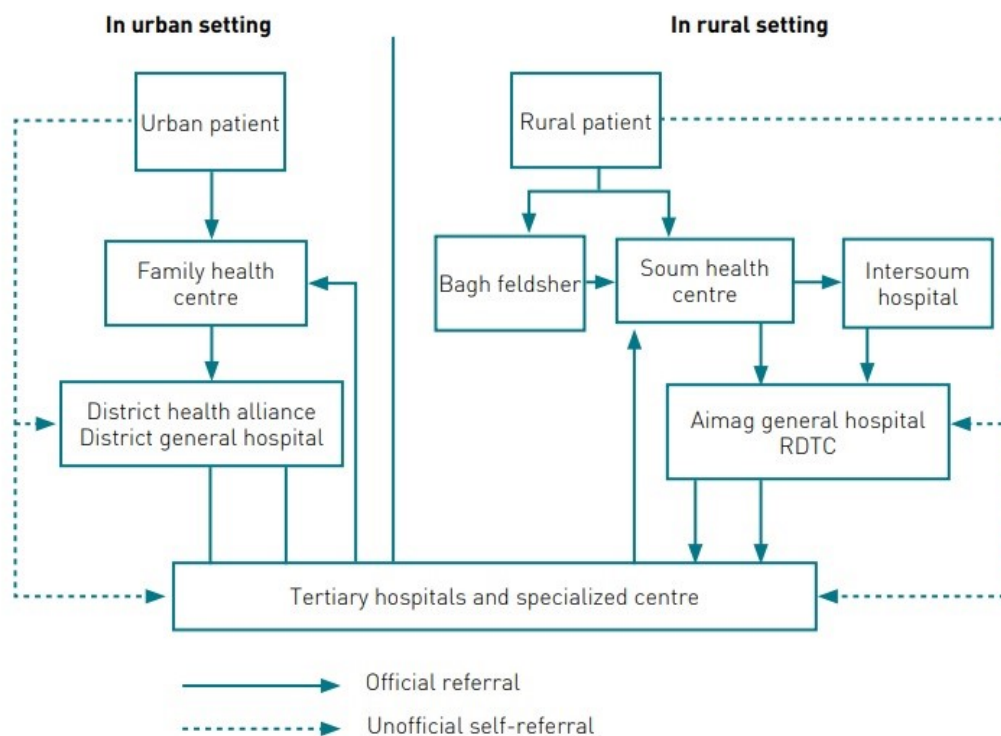 In urban setting
In rural setting
Urban patient
Rural patient
Family health
centre
Bagh feldsher
Soum health
centre
Intersoum
hospital
District health alliance
District general hospital
Aimag general hospital
RDTC
Tertiary hospitals and specialized centre
Official referral
Unofficial self-referral